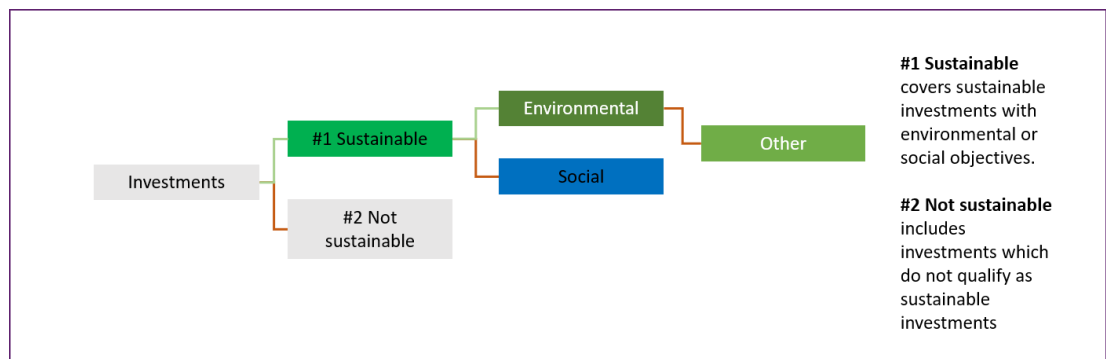 Investments
#1 Sustainable
#2 Not
sustainable
Environmental
Social
Other
#1 Sustainable
covers sustainable
investments with
environmental or
social objectives.
#2 Not sustainable
includes
investments which
do not qualify as
sustainable
investments